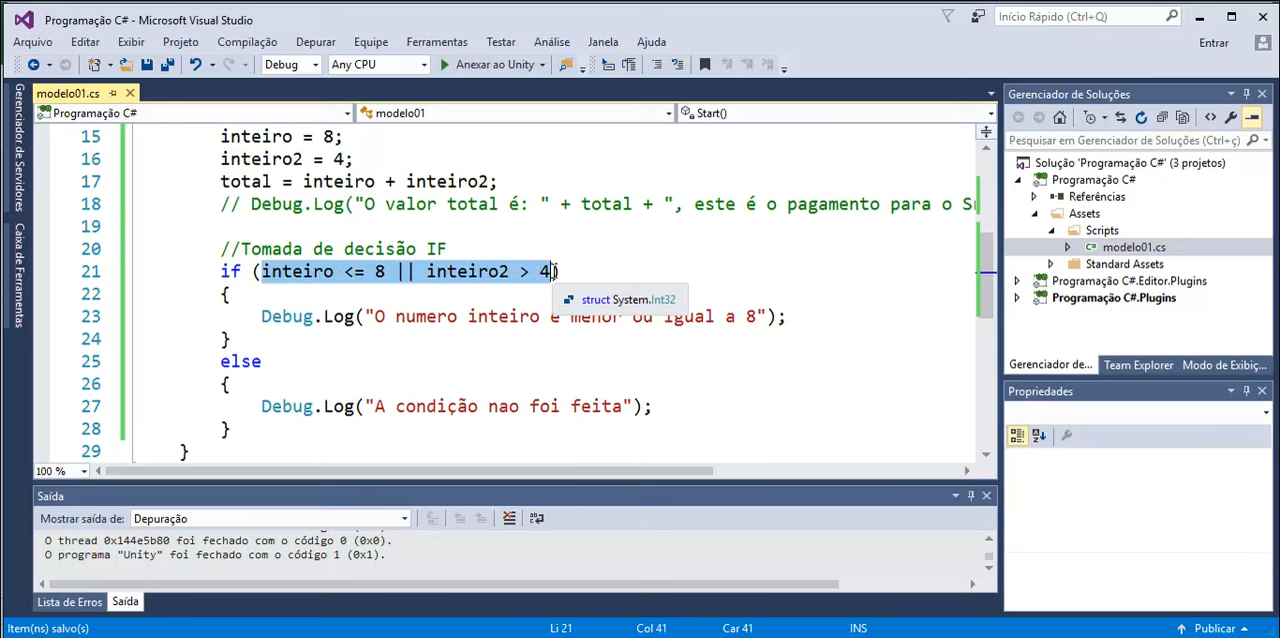 Programação C# - Microsoft Visual Studio
Início Rápido (Ctrl+Q)
Arquivo Editar Exibir Projeto Compilação Depurar Equipe Ferramentas Testar Análise Janela Ajuda
Entrar
Debug Any CPU Anexar ao Unity
Gerenciador de Servidores
Caixa de Ferramentas
modelo01.cs
Programação C# modelo01 Start()
15 inteiro = 8;
16 inteiro2 = 4;
17 total = inteiro + inteiro2;
18 // Debug.Log("O valor total é: " + total + ", este é o pagamento para o
19
20 //Tomada de decisão IF
21 if (inteiro <= 8 || inteiro2 > 4)
struct System.Int32
22 {
23 Debug.Log("O numero inteiro e menor ou igual a 8");
24 }
25 else
26 {
27 Debug.Log("A condição nao foi feita");
28 }
29 }
100 %
Gerenciador de Soluções
Pesquisar em Gerenciador de Soluções (Ctrl+ç)
Solução 'Programação C#' (3 projetos)
Programação C#
Referências
Assets
Scripts
modelo01.cs
Standard Assets
Programação C#.Editor.Plugins
Programação C#.Plugins
Gerenciador de... Team Explorer Modo de Exibiç...
Propriedades
Saída
Mostrar saída de: Depuração
O thread 0x144e5b80 foi fechado com o código 0 (0x0).
O programa "Unity" foi fechado com o código 1 (0x1).
Lista de Erros Saída
Item(ns) salvo(s) Li 21 Col 41 Car 41 INS Publicar